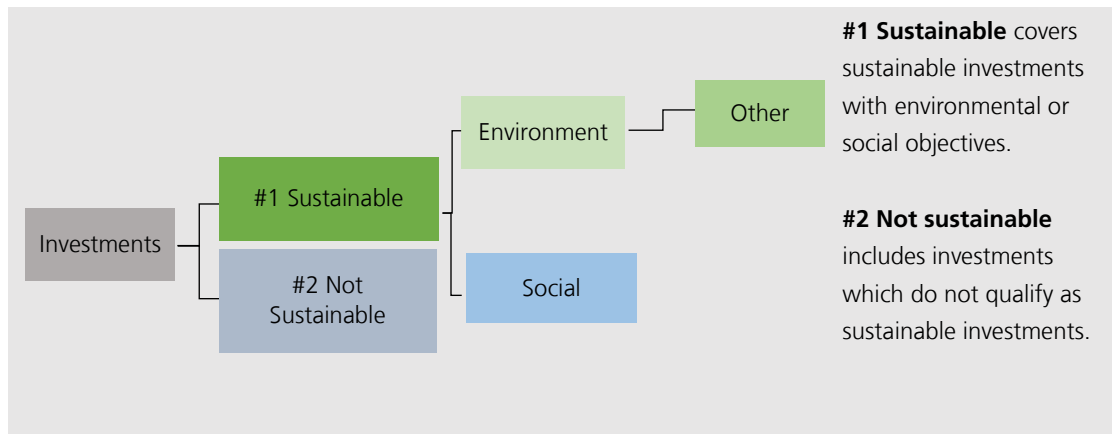 Investments
#1 Sustainable
#2 Not
Sustainable
Environment
Social
Other
#1 Sustainable covers
sustainable investments
with environmental or
social objectives.
#2 Not sustainable
includes investments
which do not qualify as
sustainable investments.